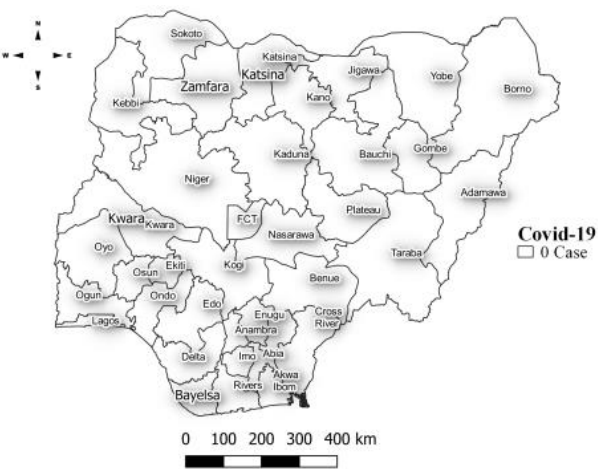 N
W E
S
Sokoto
Katsina
Katsina
Jigawa
Yobe
Zamfara
Borno
Kano
Kebbi
Gombe
Kaduna
Bauchi
Niger
Adamawa
Plateau
Kwara
Kwara
FCT
Nasarawa
Covid-19
0 Case
Oyo
Taraba
Osun
Ekiti
Kogi
Benue
Ogun
Ondo
Edo
Lagos
Enugu
Cross
River
Anambra
Delta
Imo
Abia
Akwa
Ibom
Rivers
Bayelsa
0 100 200 300 400 km